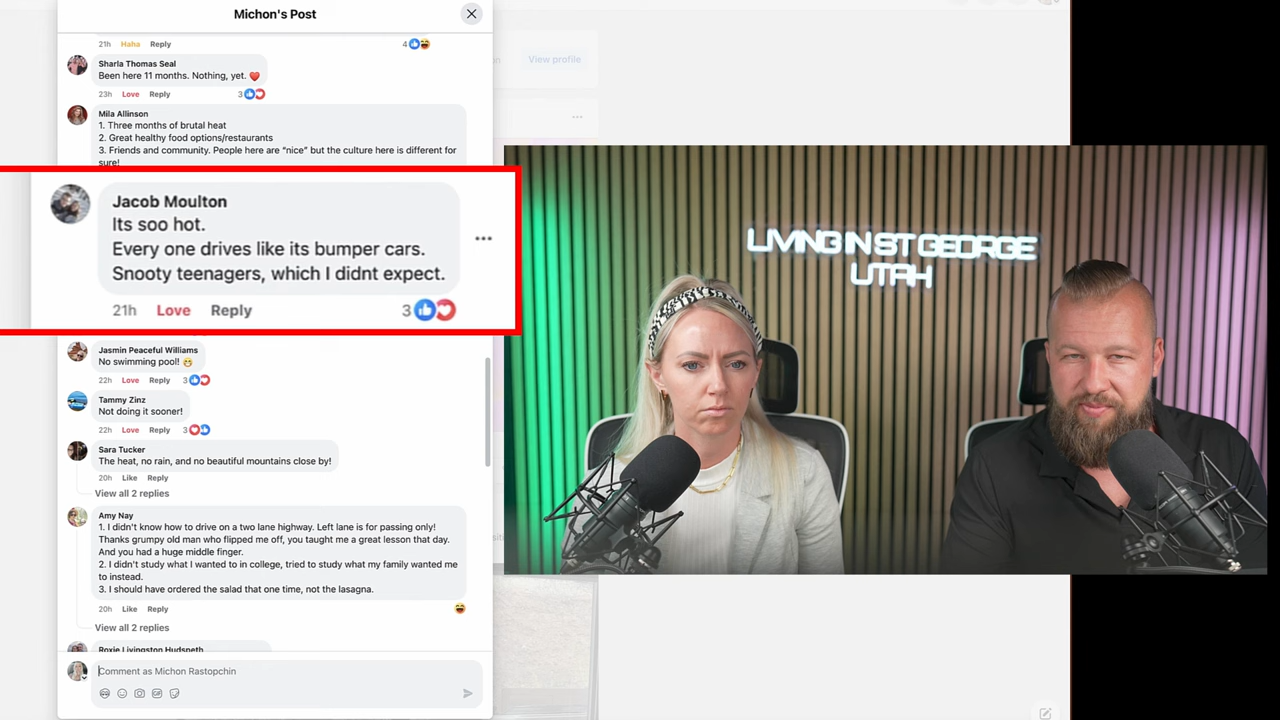 Michon's Post
21h Haha Reply 4
Sharla Thomas Seal
Been here 11 months. Nothing, yet. ❤️
23h Love Reply 3
Mila Allinson
1. Three months of brutal heat
2. Great healthy food options/restaurants
3. Friends and community. People here are “nice” but the culture here is different for
sure!
Jacob Moulton
Its soo hot.
Every one drives like its bumper cars.
Snooty teenagers, which I didnt expect.
21h Love Reply 3
Jasmin Peaceful Williams
No swimming pool! 😁
22h Love Reply 3
Tammy Zinz
Not doing it sooner!
22h Love Reply 3
Sara Tucker
The heat, no rain, and no beautiful mountains close by!
20h Like Reply
View all 2 replies
Amy Nay
1. I didn't know how to drive on a two lane highway. Left lane is for passing only!
Thanks grumpy old man who flipped me off, you taught me a great lesson that day.
And you had a huge middle finger.
2. I didn't study what I wanted to in college, tried to study what my family wanted me
to instead.
3. I should have ordered the salad that one time, not the lasagna.
20h Like Reply
View all 2 replies
Roxie Livingston Hudspeth
Comment as Michon Rastopchin
View profile
LIVING IN ST GEORGE
UTAH